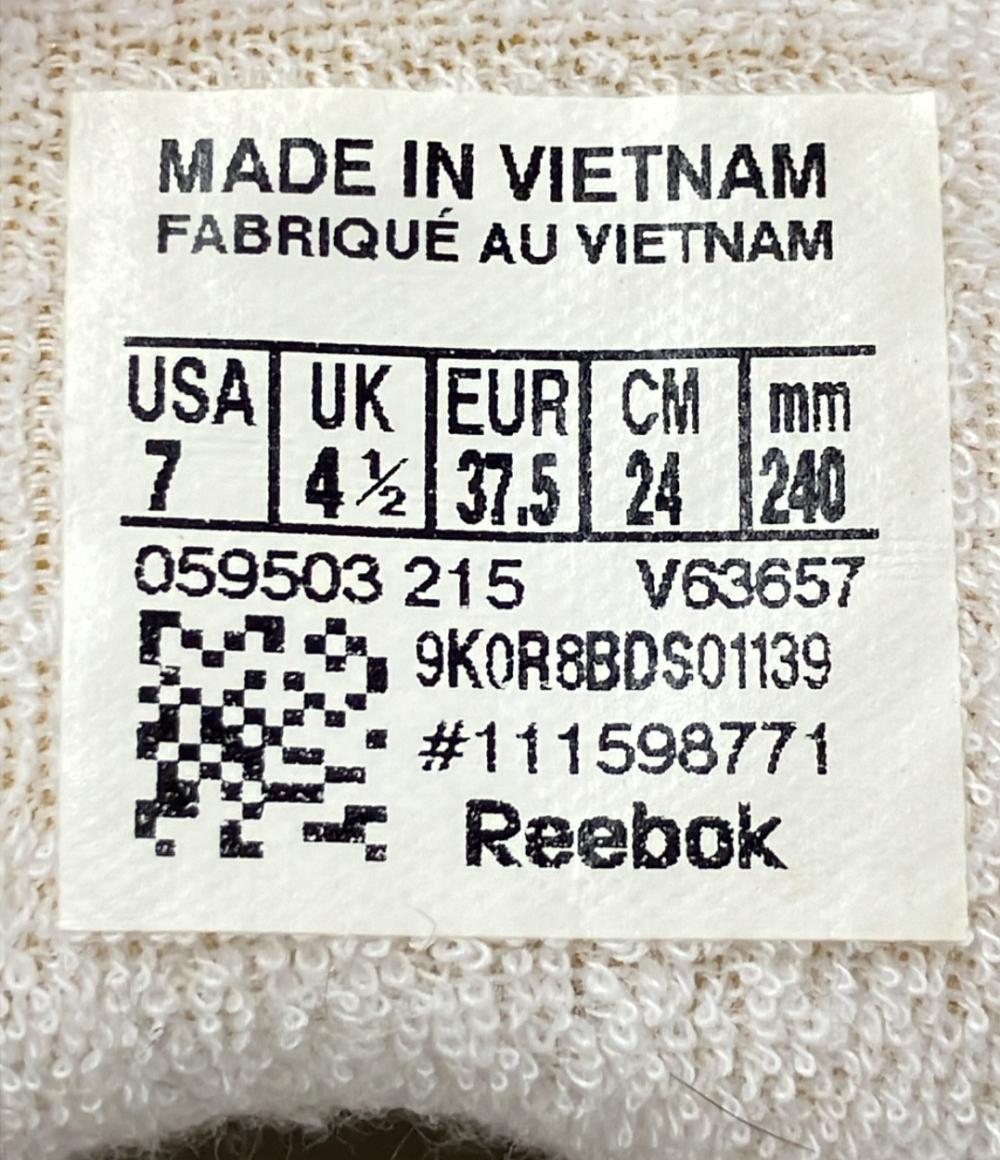 MADE IN VIETNAM
FABRIQUÉ AU VIETNAM
USA UK EUR CM mm
7 4 ½ 37.5 24 240
059503 215 V63657
9K0R8BDS01139
#111598771
Reebok